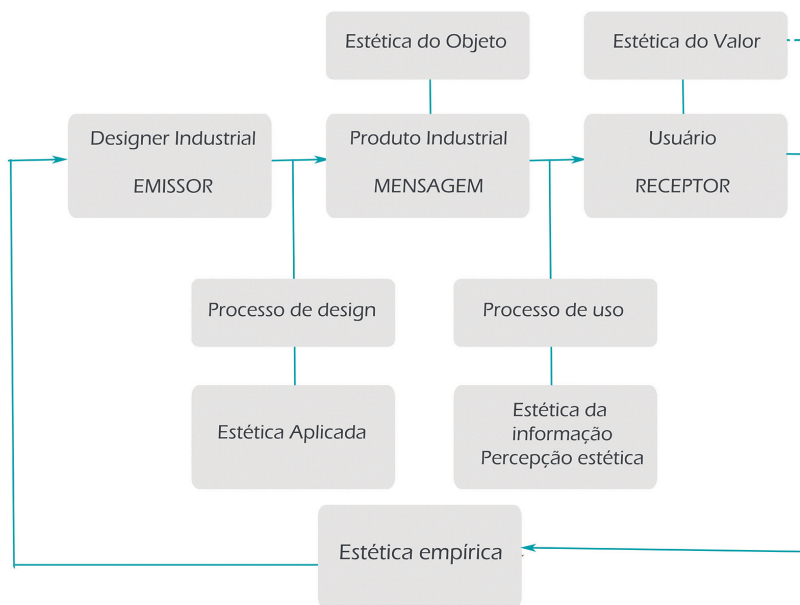 Estética do Objeto
Estética do Valor
Designer Industrial
EMISSOR
Produto Industrial
MENSAGEM
Usuário
RECEPTOR
Processo de design
Processo de uso
Estética Aplicada
Estética da
informação
Percepção estética
Estética empírica